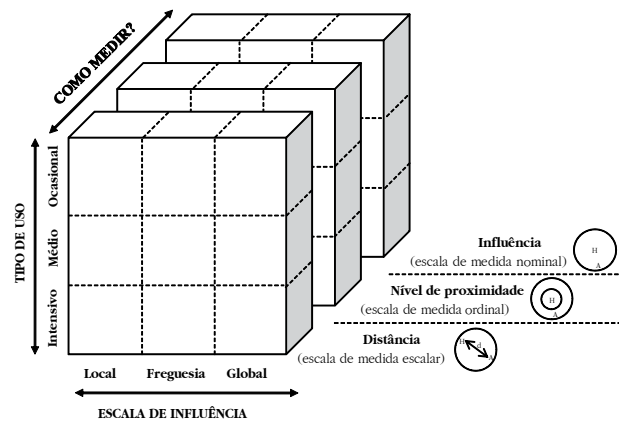 COMO MEDIR?
TIPO DE USO
Ocasional
Médio
Intensivo
Local Freguesia Global
ESCALA DE INFLUÊNCIA
Influência
(escala de medida nominal)
H
A
Nível de proximidade
(escala de medida ordinal)
H
A
Distância
(escala de medida escalar)
H
d
A